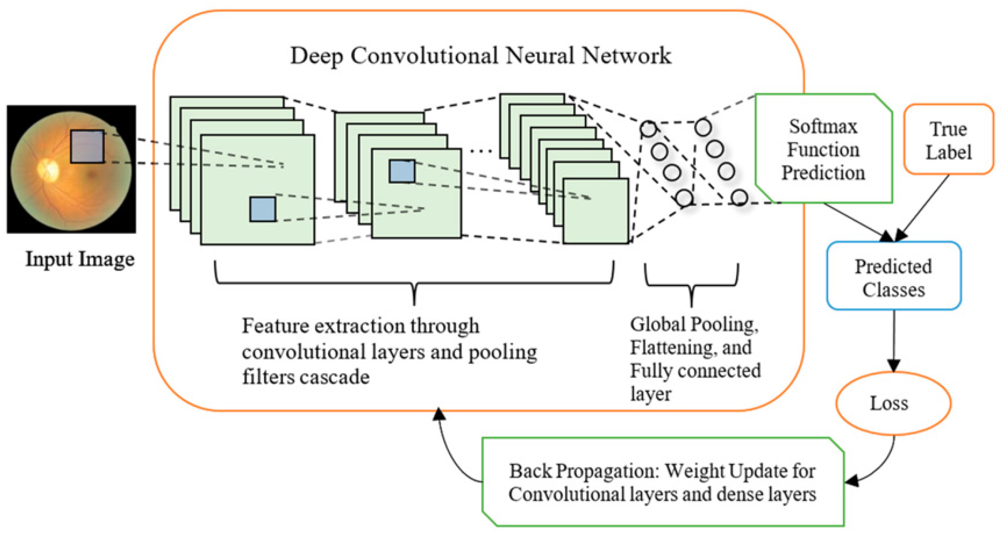 Deep Convolutional Neural Network
Input Image
Softmax
Function
Prediction
True
Label
Predicted
Classes
Feature extraction through
convolutional layers and pooling
filters cascade
Global Pooling,
Flattening, and
Fully connected
layer
Loss
Back Propagation: Weight Update for
Convolutional layers and dense layers